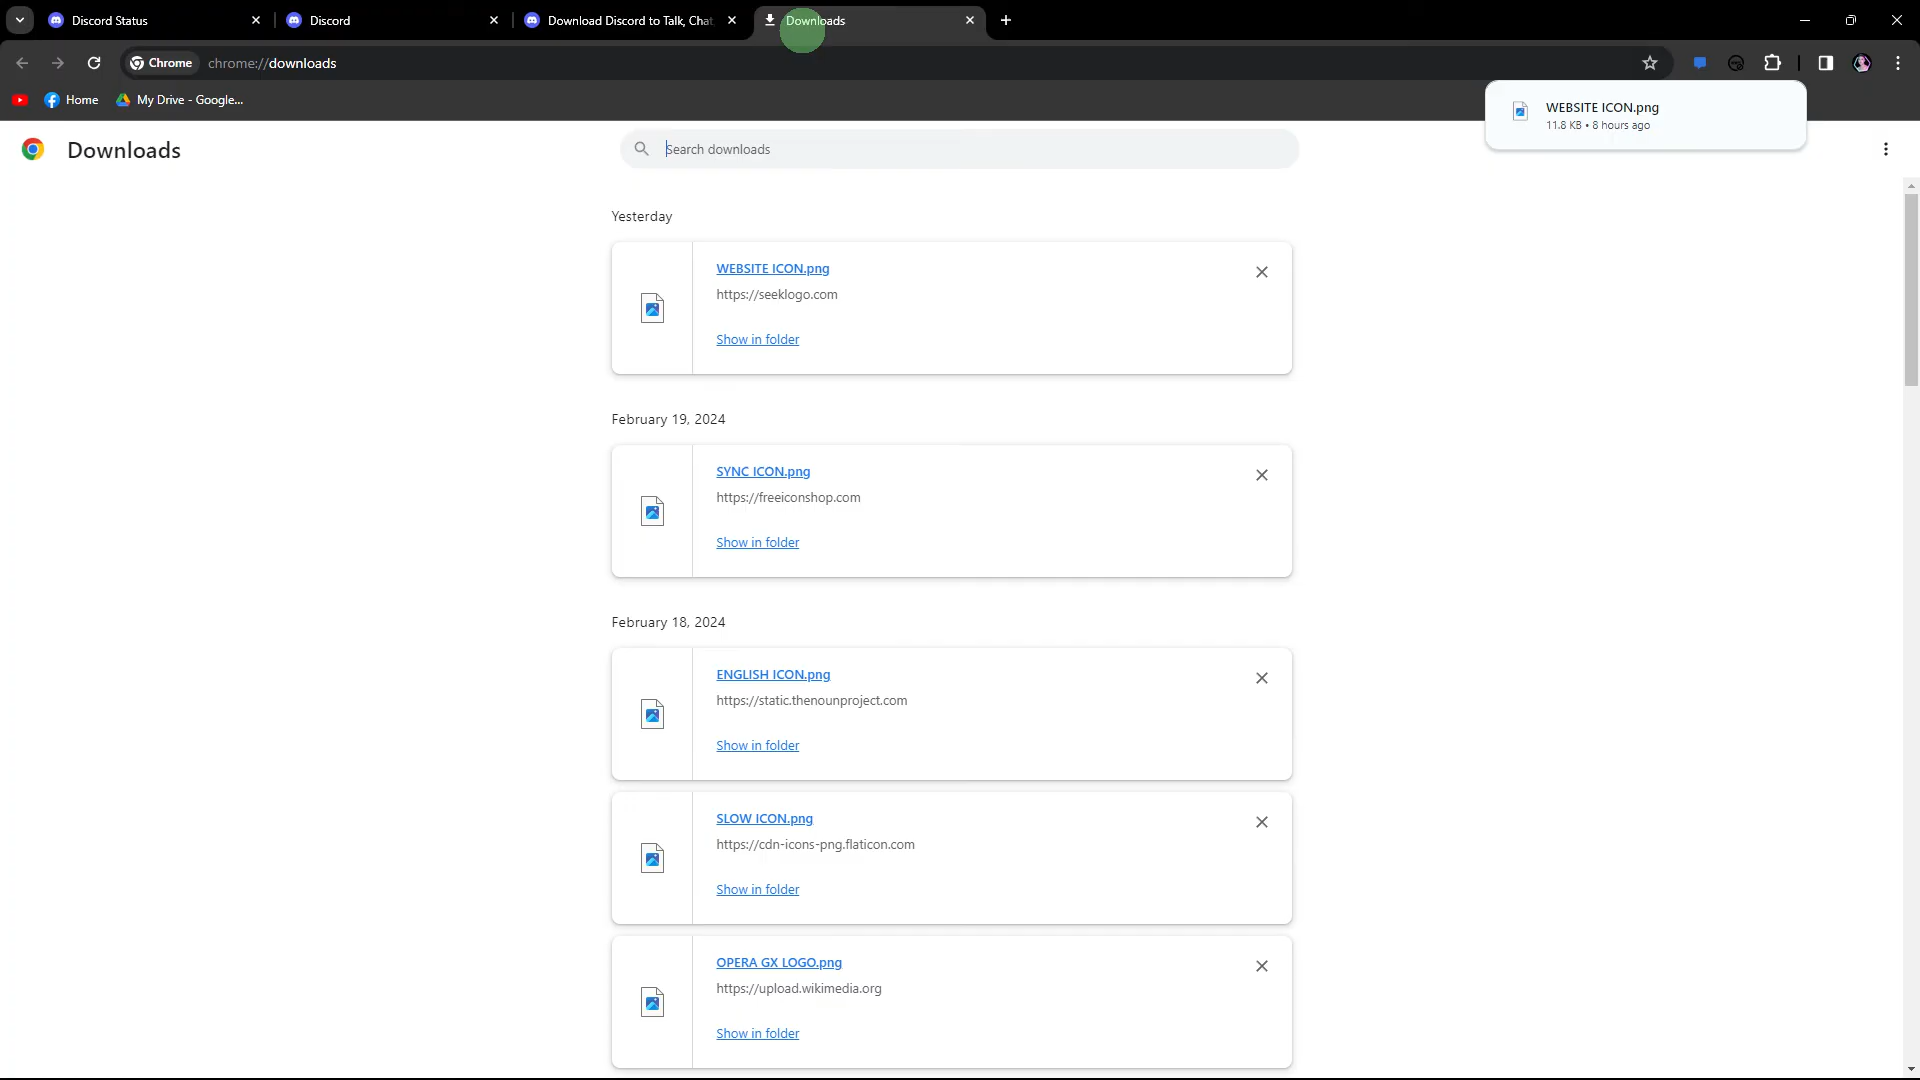 Discord Status
Discord
Download Discord to Talk, Chat
Downloads
Chrome
chrome://downloads
Home
My Drive - Google...
WEBSITE ICON.png
11.8 KB • 8 hours ago
Downloads
Search downloads
Yesterday
WEBSITE ICON.png
https://seeklogo.com
Show in folder
February 19, 2024
SYNC ICON.png
https://freeiconshop.com
Show in folder
February 18, 2024
ENGLISH ICON.png
https://static.thenounproject.com
Show in folder
SLOW ICON.png
https://cdn-icons-png.flaticon.com
Show in folder
OPERA GX LOGO.png
https://upload.wikimedia.org
Show in folder